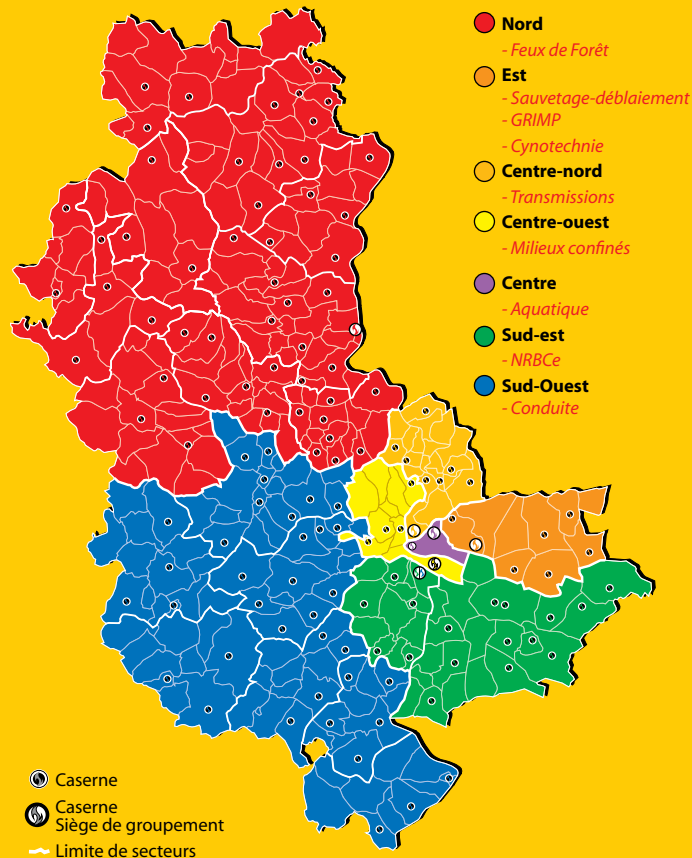 Nord
- Feux de Forêt
Est
- Sauvetage-déblaiement
- GRIMP
- Cynotechnie
Centre-nord
- Transmissions
Centre-ouest
- Milieux confinés
Centre
- Aquatique
Sud-est
- NRBCe
Sud-Ouest
- Conduite
Caserne
Caserne
Siège de groupement
Limite de secteurs